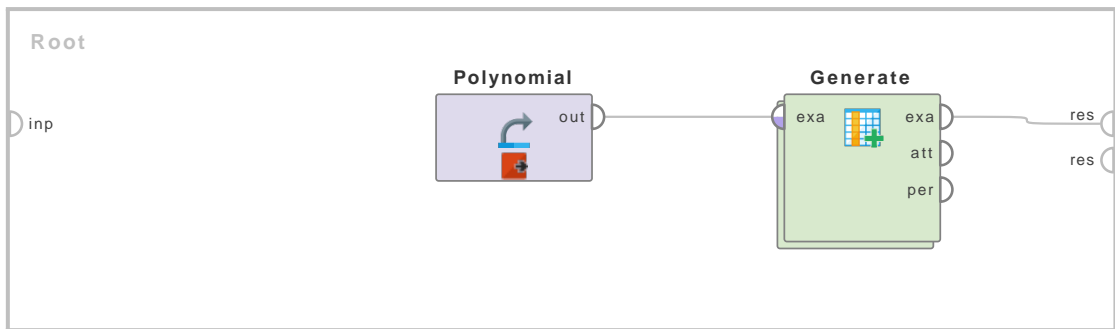 Root
Polynomial
Generate
inp
out
exa
exa
res
att
res
per